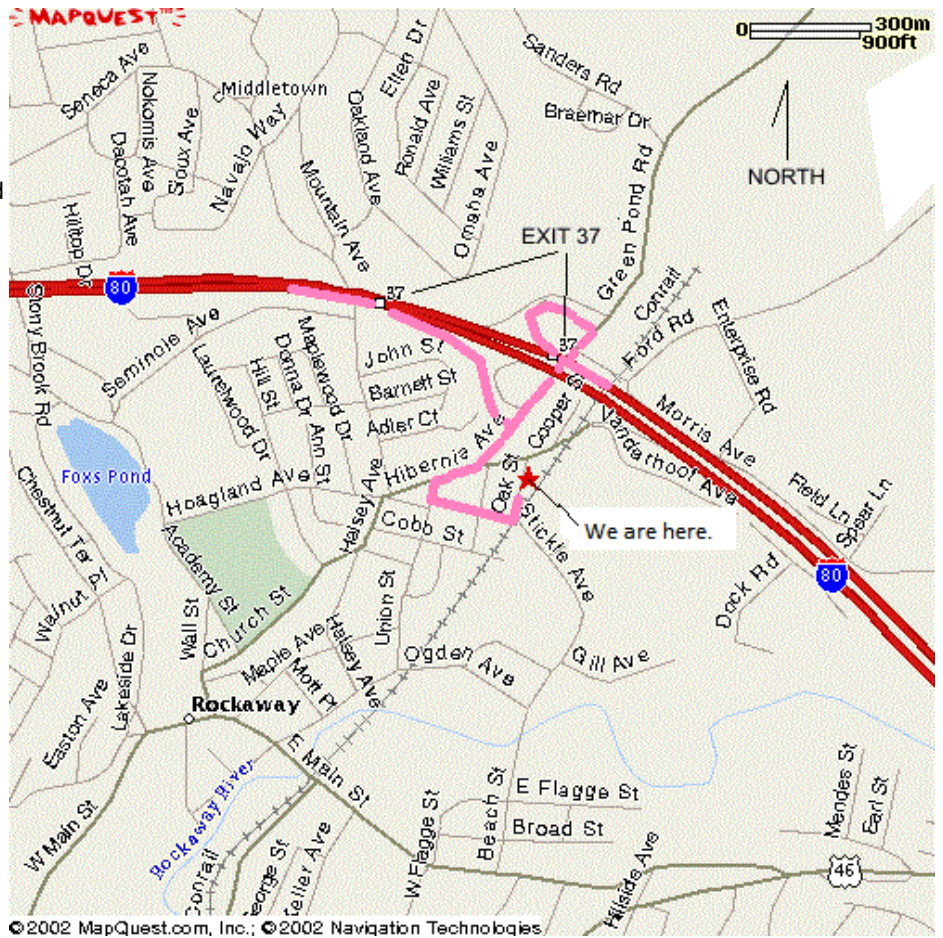 MAPQUEST™
0 300m
900ft
NORTH
EXIT 37
Seneca Ave
Nokomis Ave
Dacotah Ave
Sioux Ave
Middletown
Navajo Way
Oakland Ave
Ellen Dr
Ronald Ave
Williams St
Omaha Ave
Sanders Rd
Braemar Dr
Green Pond Rd
Mountain Ave
Hilltop Dr
80
37
37
Conrail
Ford Rd
Enterprise Rd
Stony Brook Rd
Seminole Ave
Laurelwood Dr
Hill St
Donna Dr
Maplewood Dr
Ann St
John St
Barnett St
Adler Ct
Hibernia Ave
Cooper
Morris Ave
Vanderhoof Ave
Field Ln
Spear Ln
Foxs Pond
Hoagland Ave
Halsey Ave
Oak St
Cobb St
Stickle Ave
We are here.
Chestnut Ter
Pl
Walnut
Academy St
Church St
Wall St
Union St
80
Dock Rd
Lakeside Dr
Easton Ave
Maple Ave
Mott Pl
Halsey Ave
Ogden Ave
Gill Ave
Rockaway
E Main St
W Main St
Rockaway River
Conrail
George St
Keller Ave
W Flagge St
Beach St
E Flagge St
Broad St
Hillside Ave
Mendes St
Earl St
46
©2002 MapQuest.com, Inc.; ©2002 Navigation Technologies